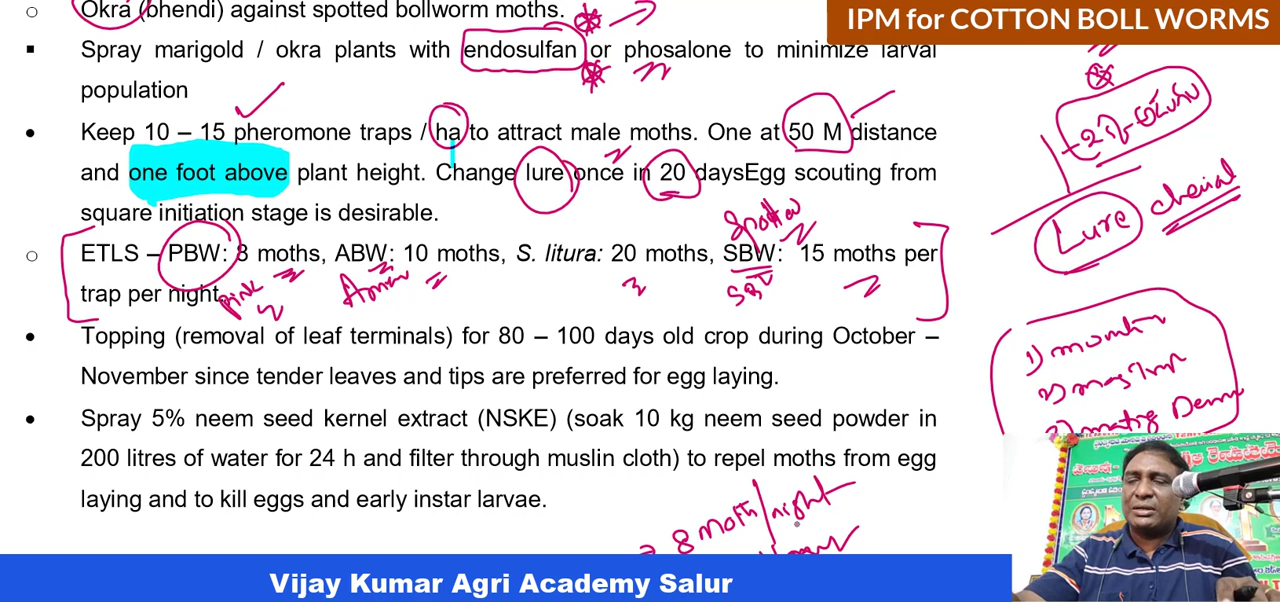 Okra (bhendi) against spotted bollworm moths.
IPM for COTTON BOLL WORMS
Spray marigold / okra plants with endosulfan or phosalone to minimize larval
population
Keep 10 – 15 pheromone traps / ha to attract male moths. One at 50 M distance
and one foot above plant height. Change lure once in 20 daysEgg scouting from
square initiation stage is desirable.
Lure
spotted
ETLS – PBW: 8 moths, ABW: 10 moths, S. litura: 20 moths, SBW: 15 moths per
trap per night.
pink
SBW
Topping (removal of leaf terminals) for 80 – 100 days old crop during October –
November since tender leaves and tips are preferred for egg laying.
Spray 5% neem seed kernel extract (NSKE) (soak 10 kg neem seed powder in
200 litres of water for 24 h and filter through muslin cloth) to repel moths from egg
laying and to kill eggs and early instar larvae.
8 moth/night
Vijay Kumar Agri Academy Salur